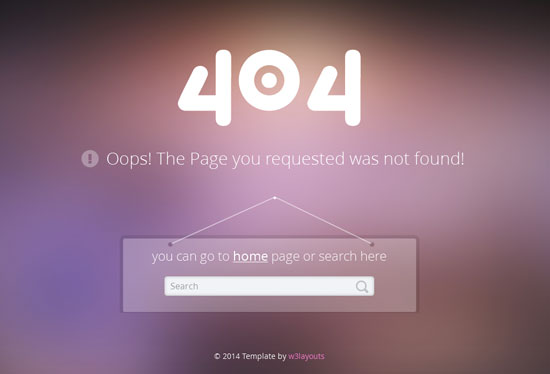 404
Oops! The Page you requested was not found!
you can go to home page or search here
Search
© 2014 Template by w3layouts